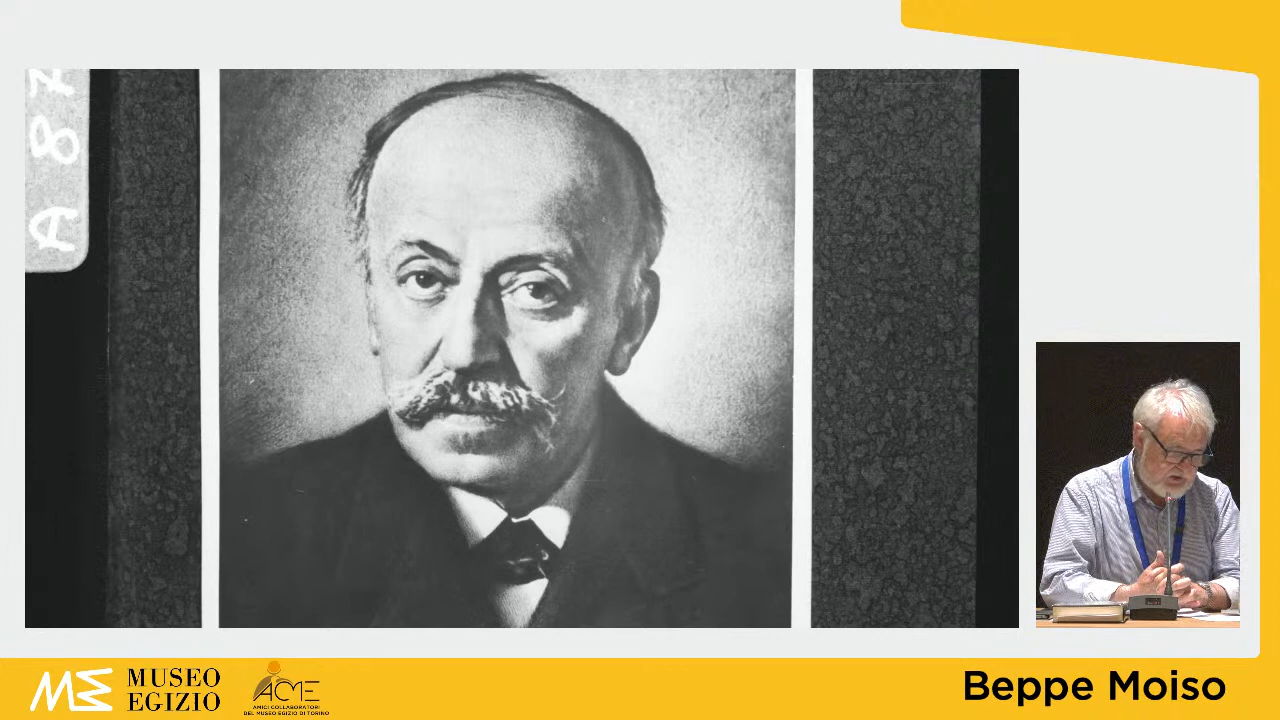 A 87
MUSEO
EGIZIO
ACME
AMICI COLLABORATORI
DEL MUSEO EGIZIO DI TORINO
Beppe Moiso